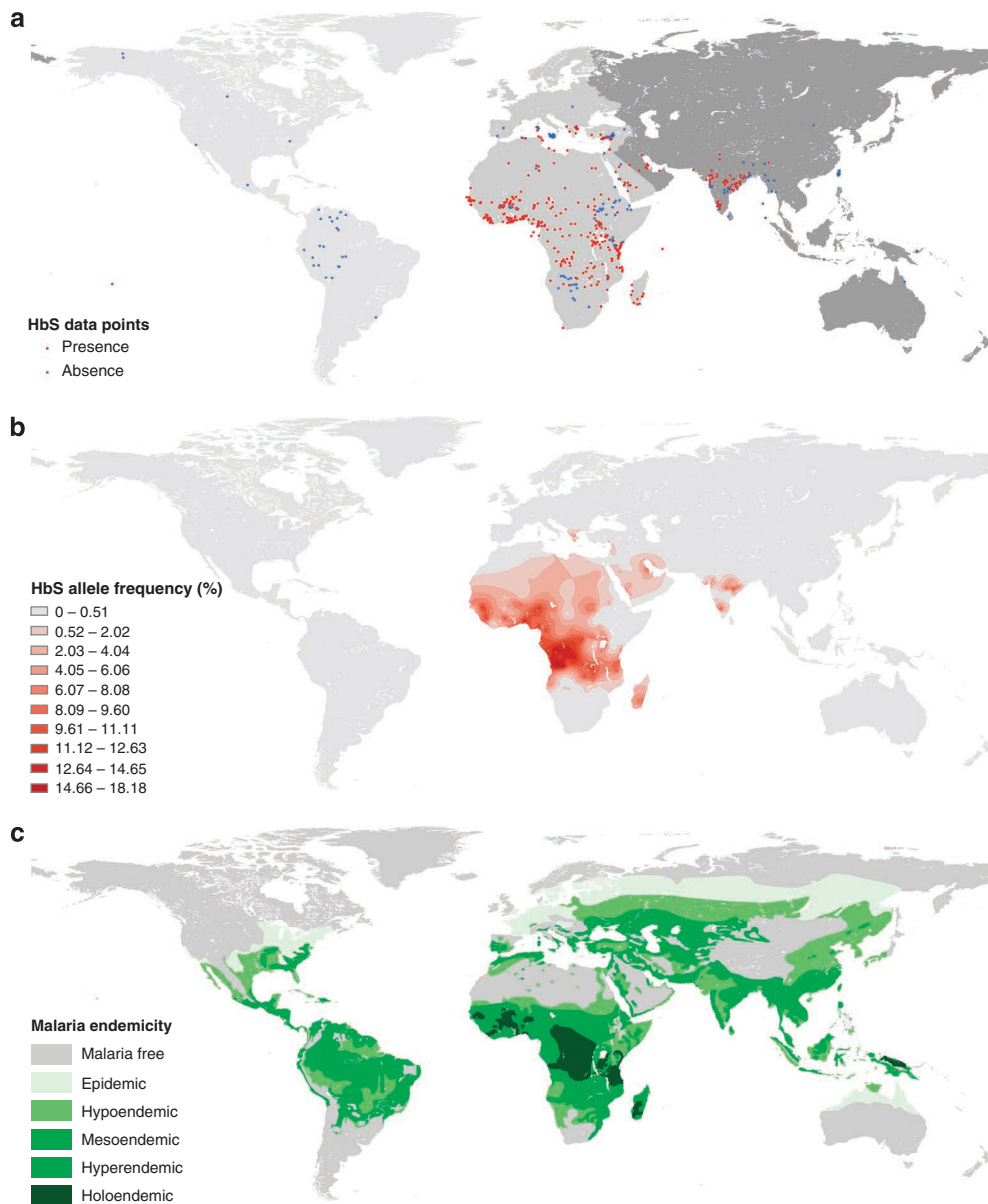 a
HbS data points
Presence
Absence
b
HbS allele frequency (%)
0 – 0.51
0.52 – 2.02
2.03 – 4.04
4.05 – 6.06
6.07 – 8.08
8.09 – 9.60
9.61 – 11.11
11.12 – 12.63
12.64 – 14.65
14.66 – 18.18
c
Malaria endemicity
Malaria free
Epidemic
Hypoendemic
Mesoendemic
Hyperendemic
Holoendemic